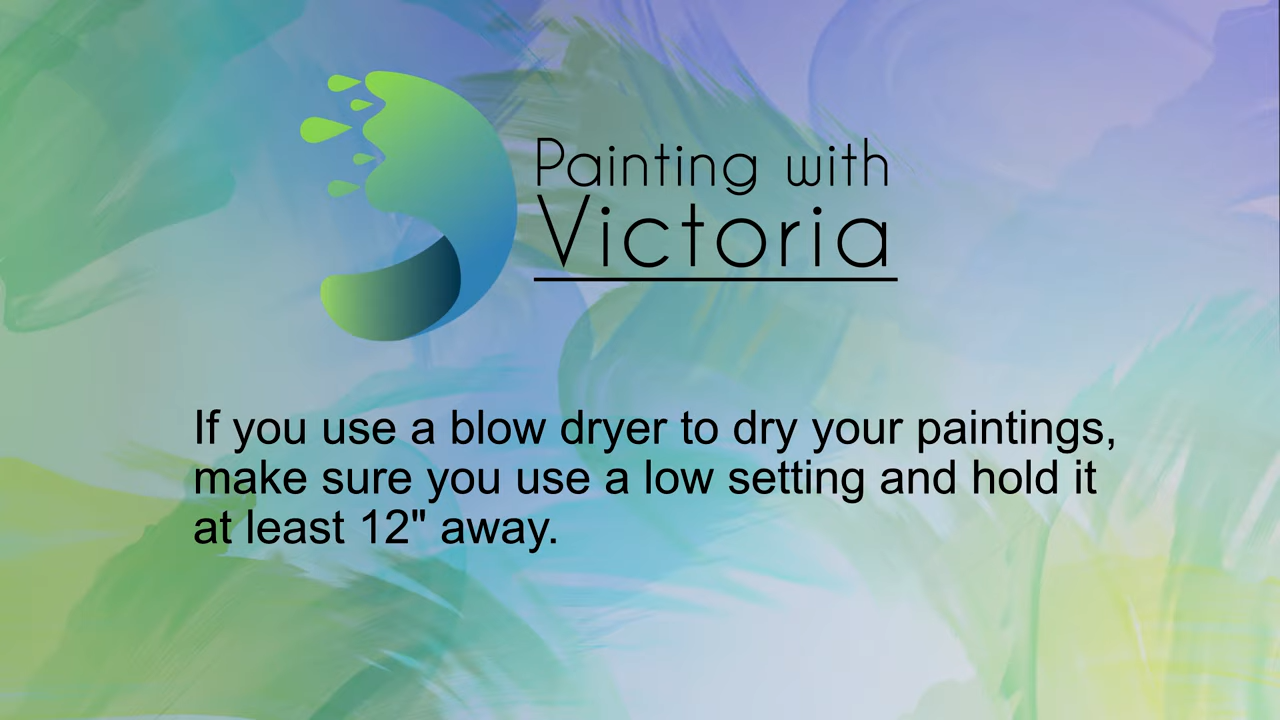 Painting with
Victoria
If you use a blow dryer to dry your paintings,
make sure you use a low setting and hold it
at least 12" away.